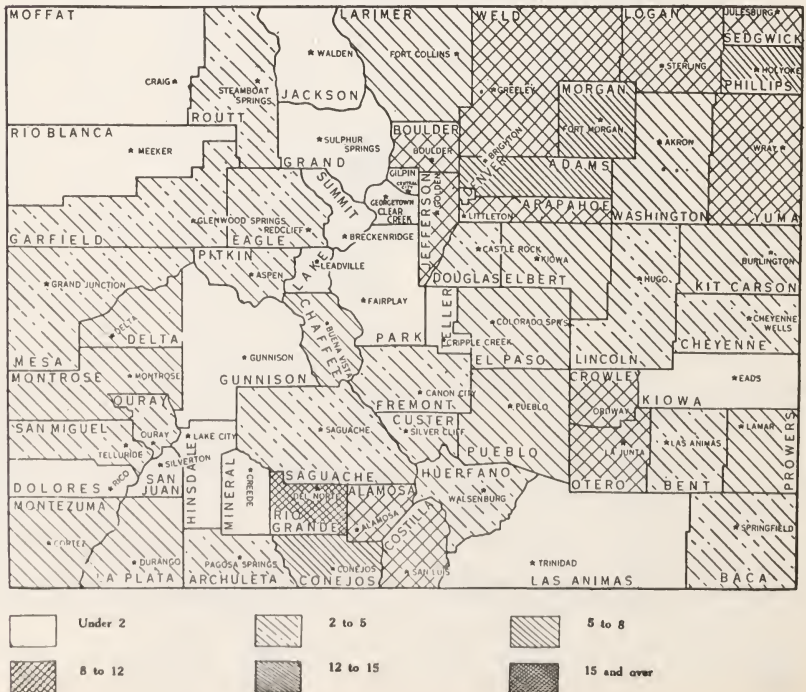 MOFFAT
CRAIG
ROUTT
STEAMBOAT
SPRINGS
WALDEN
JACKSON
LARIMER
FORT COLLINS
WELD
GREELEY
LOGAN
STERLING
JULESBURG
SEDGWICK
HOLYOKE
PHILLIPS
MORGAN
FORT MORGAN
RIO BLANCA
MEEKER
SULPHUR
SPRINGS
GRAND
BOULDER
BOULDER
BRIGHTON
ADAMS
AKRON
WASHINGTON
WRAY
YUMA
GILPIN
CENTRAL
CITY
GEORGETOWN
CLEAR
CREEK
JEFFERSON
GOLDEN
DENVER
LITTLETON
ARAPAHOE
GARFIELD
GLENWOOD SPRINGS
REDCLIFF
EAGLE
SUMMIT
BRECKENRIDGE
PITKIN
ASPEN
LAKE
LEADVILLE
FAIRPLAY
PARK
CASTLE ROCK
DOUGLAS
KIOWA
ELBERT
HUGO
LINCOLN
BURLINGTON
KIT CARSON
CHEYENNE
WELLS
CHEYENNE
GRAND JUNCTION
MESA
DELTA
DELTA
GUNNISON
GUNNISON
CHAFFEE
BUENA VISTA
TELLER
CRIPPLE CREEK
COLORADO SPRS.
EL PASO
MONTROSE
MONTROSE
OURAY
OURAY
SAN MIGUEL
TELLURIDE
CANON CITY
FREMONT
CUSTER
SILVER CLIFF
PUEBLO
PUEBLO
CROWLEY
ORDWAY
EADS
KIOWA
LA JUNTA
OTERO
LAS ANIMAS
BENT
LAMAR
PROWERS
SAGUACHE
SAGUACHE
LAKE CITY
HINSDALE
SILVERTON
SAN
JUAN
RICO
DOLORES
MINERAL
CREEDE
DEL NORTE
RIO
GRANDE
ALAMOSA
ALAMOSA
HUERFANO
WALSENBURG
MONTEZUMA
CORTEZ
DURANGO
LA PLATA
PAGOSA SPRINGS
ARCHULETA
CONEJOS
CONEJOS
COSTILLA
SAN LUIS
TRINIDAD
LAS ANIMAS
SPRINGFIELD
BACA
Under 2
2 to 5
5 to 8
8 to 12
12 to 15
15 and over